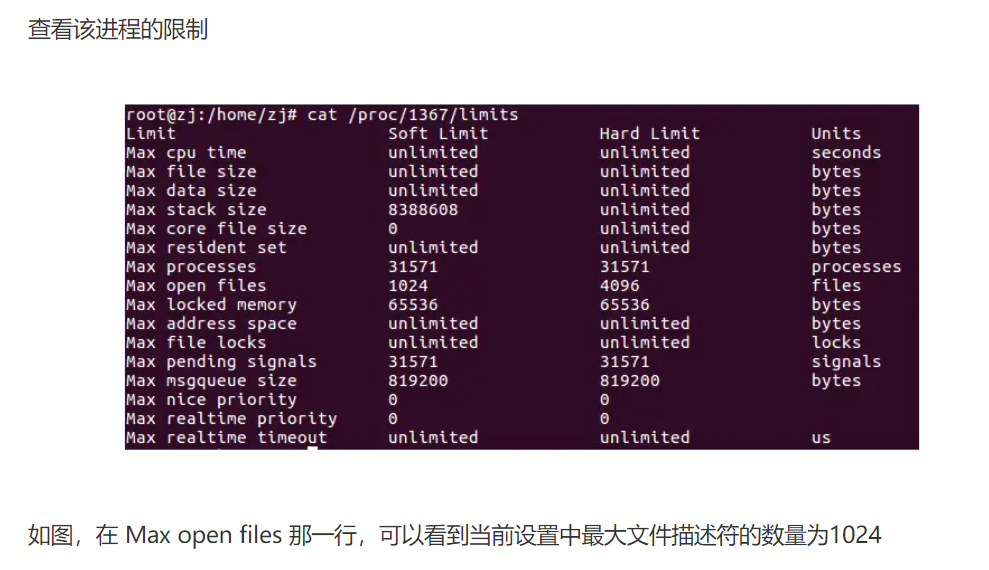 查看该进程的限制
root@zj:/home/zj# cat /proc/1367/limits
Limit Soft Limit Hard Limit Units
Max cpu time unlimited unlimited seconds
Max file size unlimited unlimited bytes
Max data size unlimited unlimited bytes
Max stack size 8388608 unlimited bytes
Max core file size 0 unlimited bytes
Max resident set unlimited unlimited bytes
Max processes 31571 31571 processes
Max open files 1024 4096 files
Max locked memory 65536 65536 bytes
Max address space unlimited unlimited bytes
Max file locks unlimited unlimited locks
Max pending signals 31571 31571 signals
Max msgqueue size 819200 819200 bytes
Max nice priority 0 0
Max realtime priority 0 0
Max realtime timeout unlimited unlimited us
如图，在 Max open files 那一行，可以看到当前设置中最大文件描述符的数量为1024